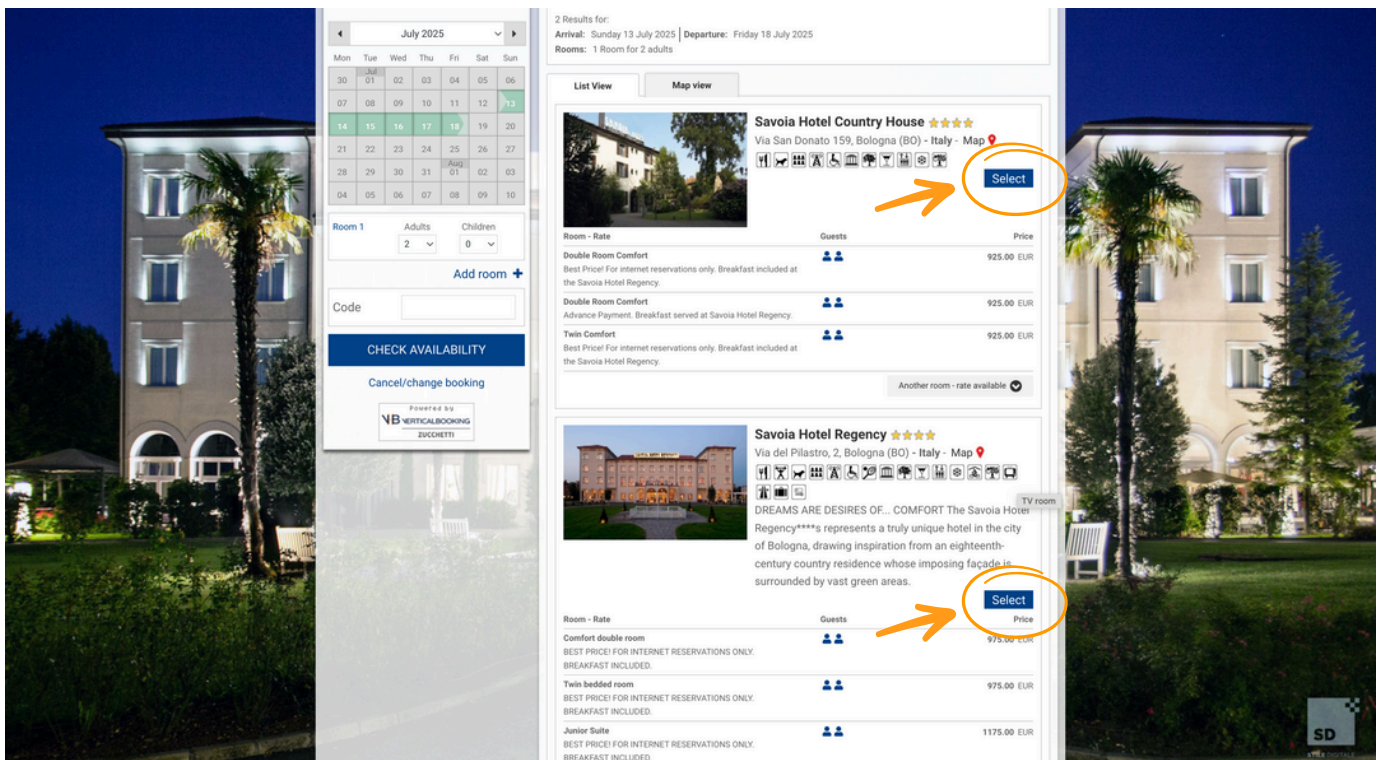 July 2025
Mon Tue Wed Thu Fri Sat Sun
Jul
30 01 02 03 04 05 06
07 08 09 10 11 12 13
14 15 16 17 18 19 20
21 22 23 24 25 26 27
Aug
28 29 30 31 01 02 03
04 05 06 07 08 09 10
Room 1 Adults Children
2 0
Add room +
Code
CHECK AVAILABILITY
Cancel/change booking
Powered by
VB VERTICALBOOKING
ZUCCHETTI
2 Results for:
Arrival: Sunday 13 July 2025 | Departure: Friday 18 July 2025
Rooms: 1 Room for 2 adults
List View Map view
Savoia Hotel Country House
Via San Donato 159, Bologna (BO) - Italy - Map
Select
Room - Rate Guests Price
Double Room Comfort 925.00 EUR
Best Price! For internet reservations only. Breakfast included at
the Savoia Hotel Regency.
Double Room Comfort 925.00 EUR
Advance Payment. Breakfast served at Savoia Hotel Regency.
Twin Comfort 925.00 EUR
Best Price! For internet reservations only. Breakfast included at
the Savoia Hotel Regency.
Another room - rate available
Savoia Hotel Regency
Via del Pilastro, 2, Bologna (BO) - Italy - Map
TV room
DREAMS ARE DESIRES OF... COMFORT The Savoia Hotel
Regency****s represents a truly unique hotel in the city
of Bologna, drawing inspiration from an eighteenth-
century country residence whose imposing façade is
surrounded by vast green areas.
Select
Room - Rate Guests Price
Comfort double room 975.00 EUR
BEST PRICE! FOR INTERNET RESERVATIONS ONLY.
BREAKFAST INCLUDED.
Twin bedded room 975.00 EUR
BEST PRICE! FOR INTERNET RESERVATIONS ONLY.
BREAKFAST INCLUDED.
Junior Suite 1175.00 EUR
BEST PRICE! FOR INTERNET RESERVATIONS ONLY.
BREAKFAST INCLUDED.
SD